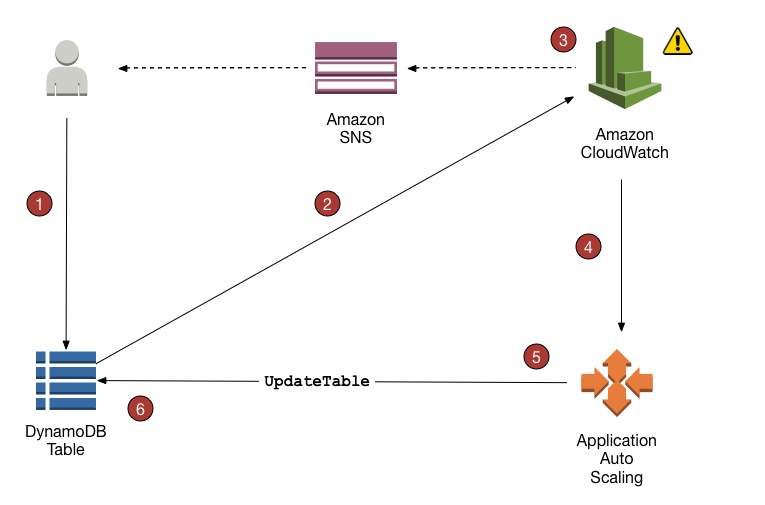 3
Amazon
SNS
Amazon
CloudWatch
1
2
4
5
UpdateTable
6
DynamoDB
Table
Application
Auto
Scaling